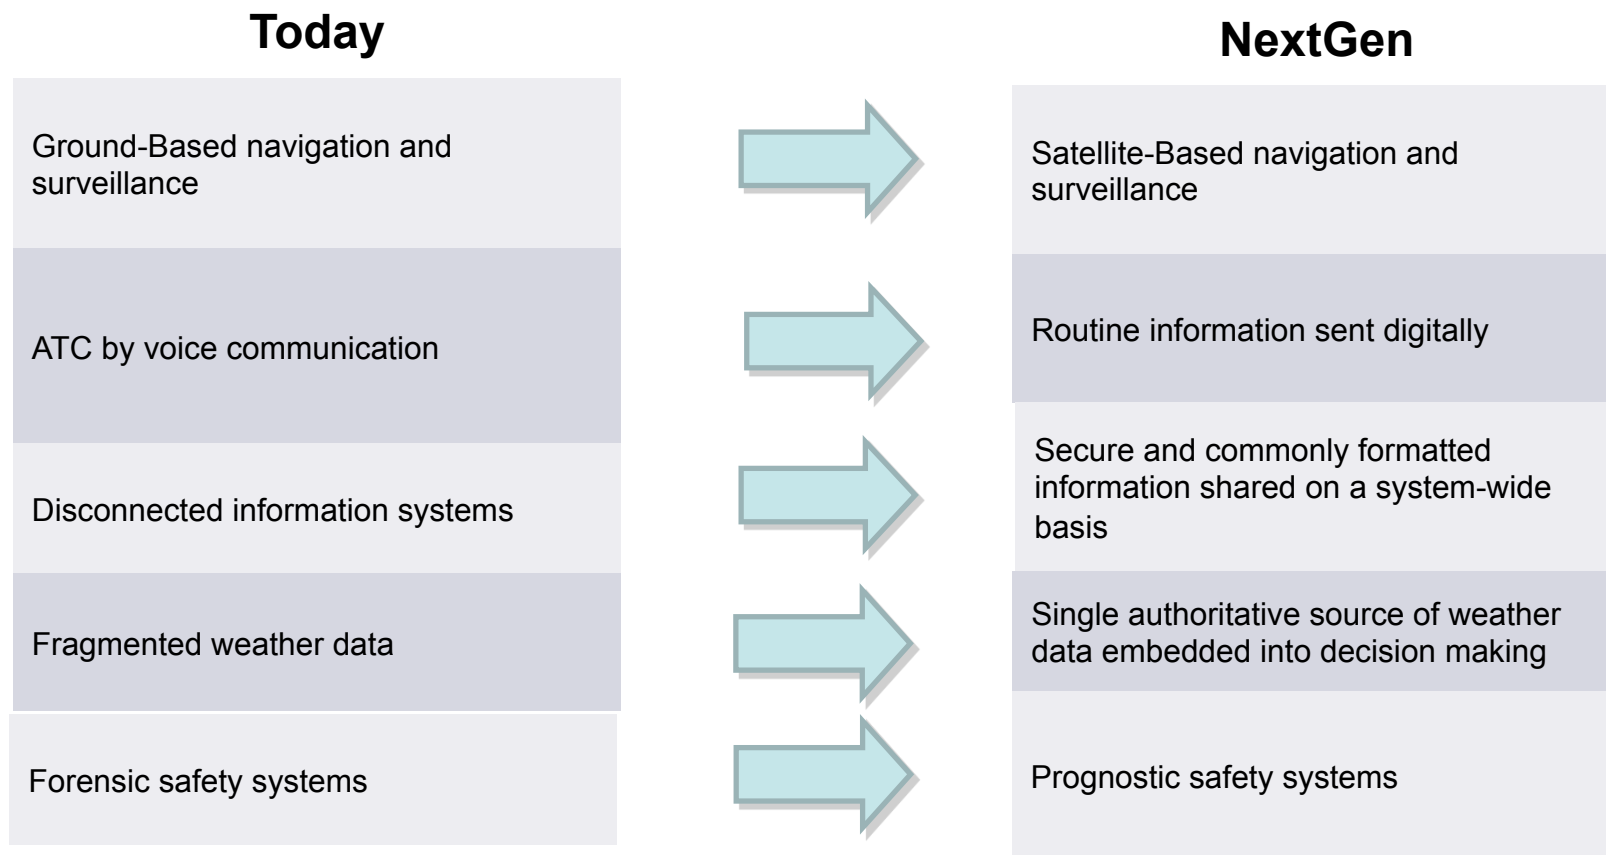 Today
NextGen
Ground-Based navigation and
surveillance
Satellite-Based navigation and
surveillance
ATC by voice communication
Routine information sent digitally
Disconnected information systems
Secure and commonly formatted
information shared on a system-wide
basis
Fragmented weather data
Single authoritative source of weather
data embedded into decision making
Forensic safety systems
Prognostic safety systems